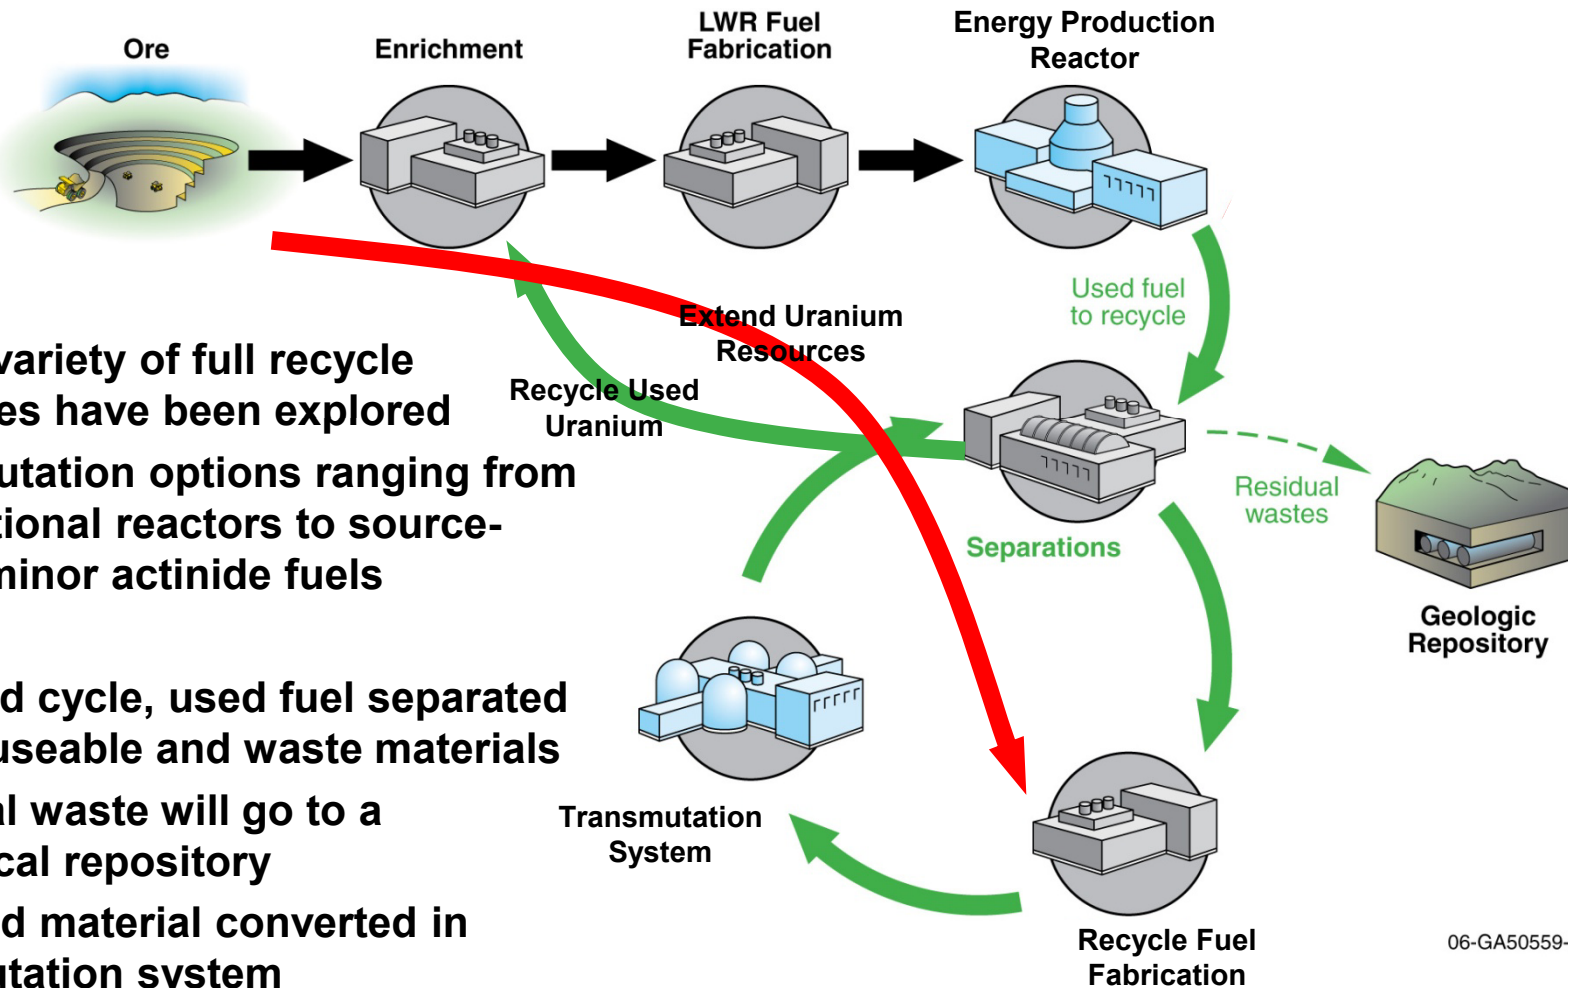 Ore
Enrichment
LWR Fuel
Fabrication
Energy Production
Reactor
Used fuel
to recycle
Extend Uranium
Resources
Recycle Used
Uranium
variety of full recycle
es have been explored
utation options ranging from
tional reactors to source-
minor actinide fuels
d cycle, used fuel separated
useable and waste materials
al waste will go to a
cal repository
d material converted in
utation system
Separations
Residual
wastes
Geologic
Repository
Transmutation
System
Recycle Fuel
Fabrication
06-GA50559-